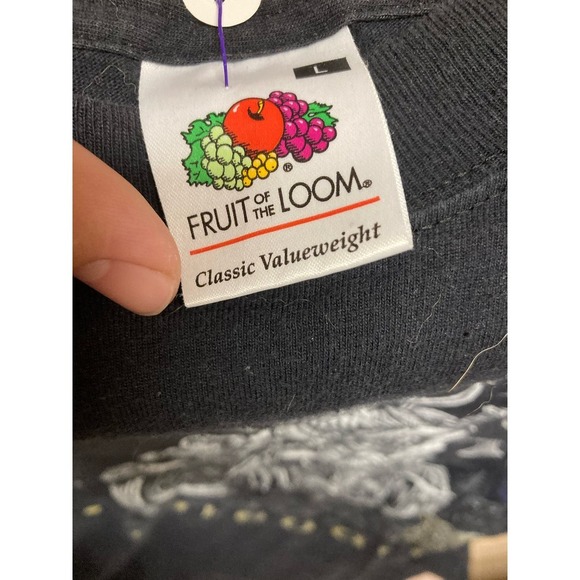 L
®
FRUIT OF THE LOOM®
Classic Valueweight